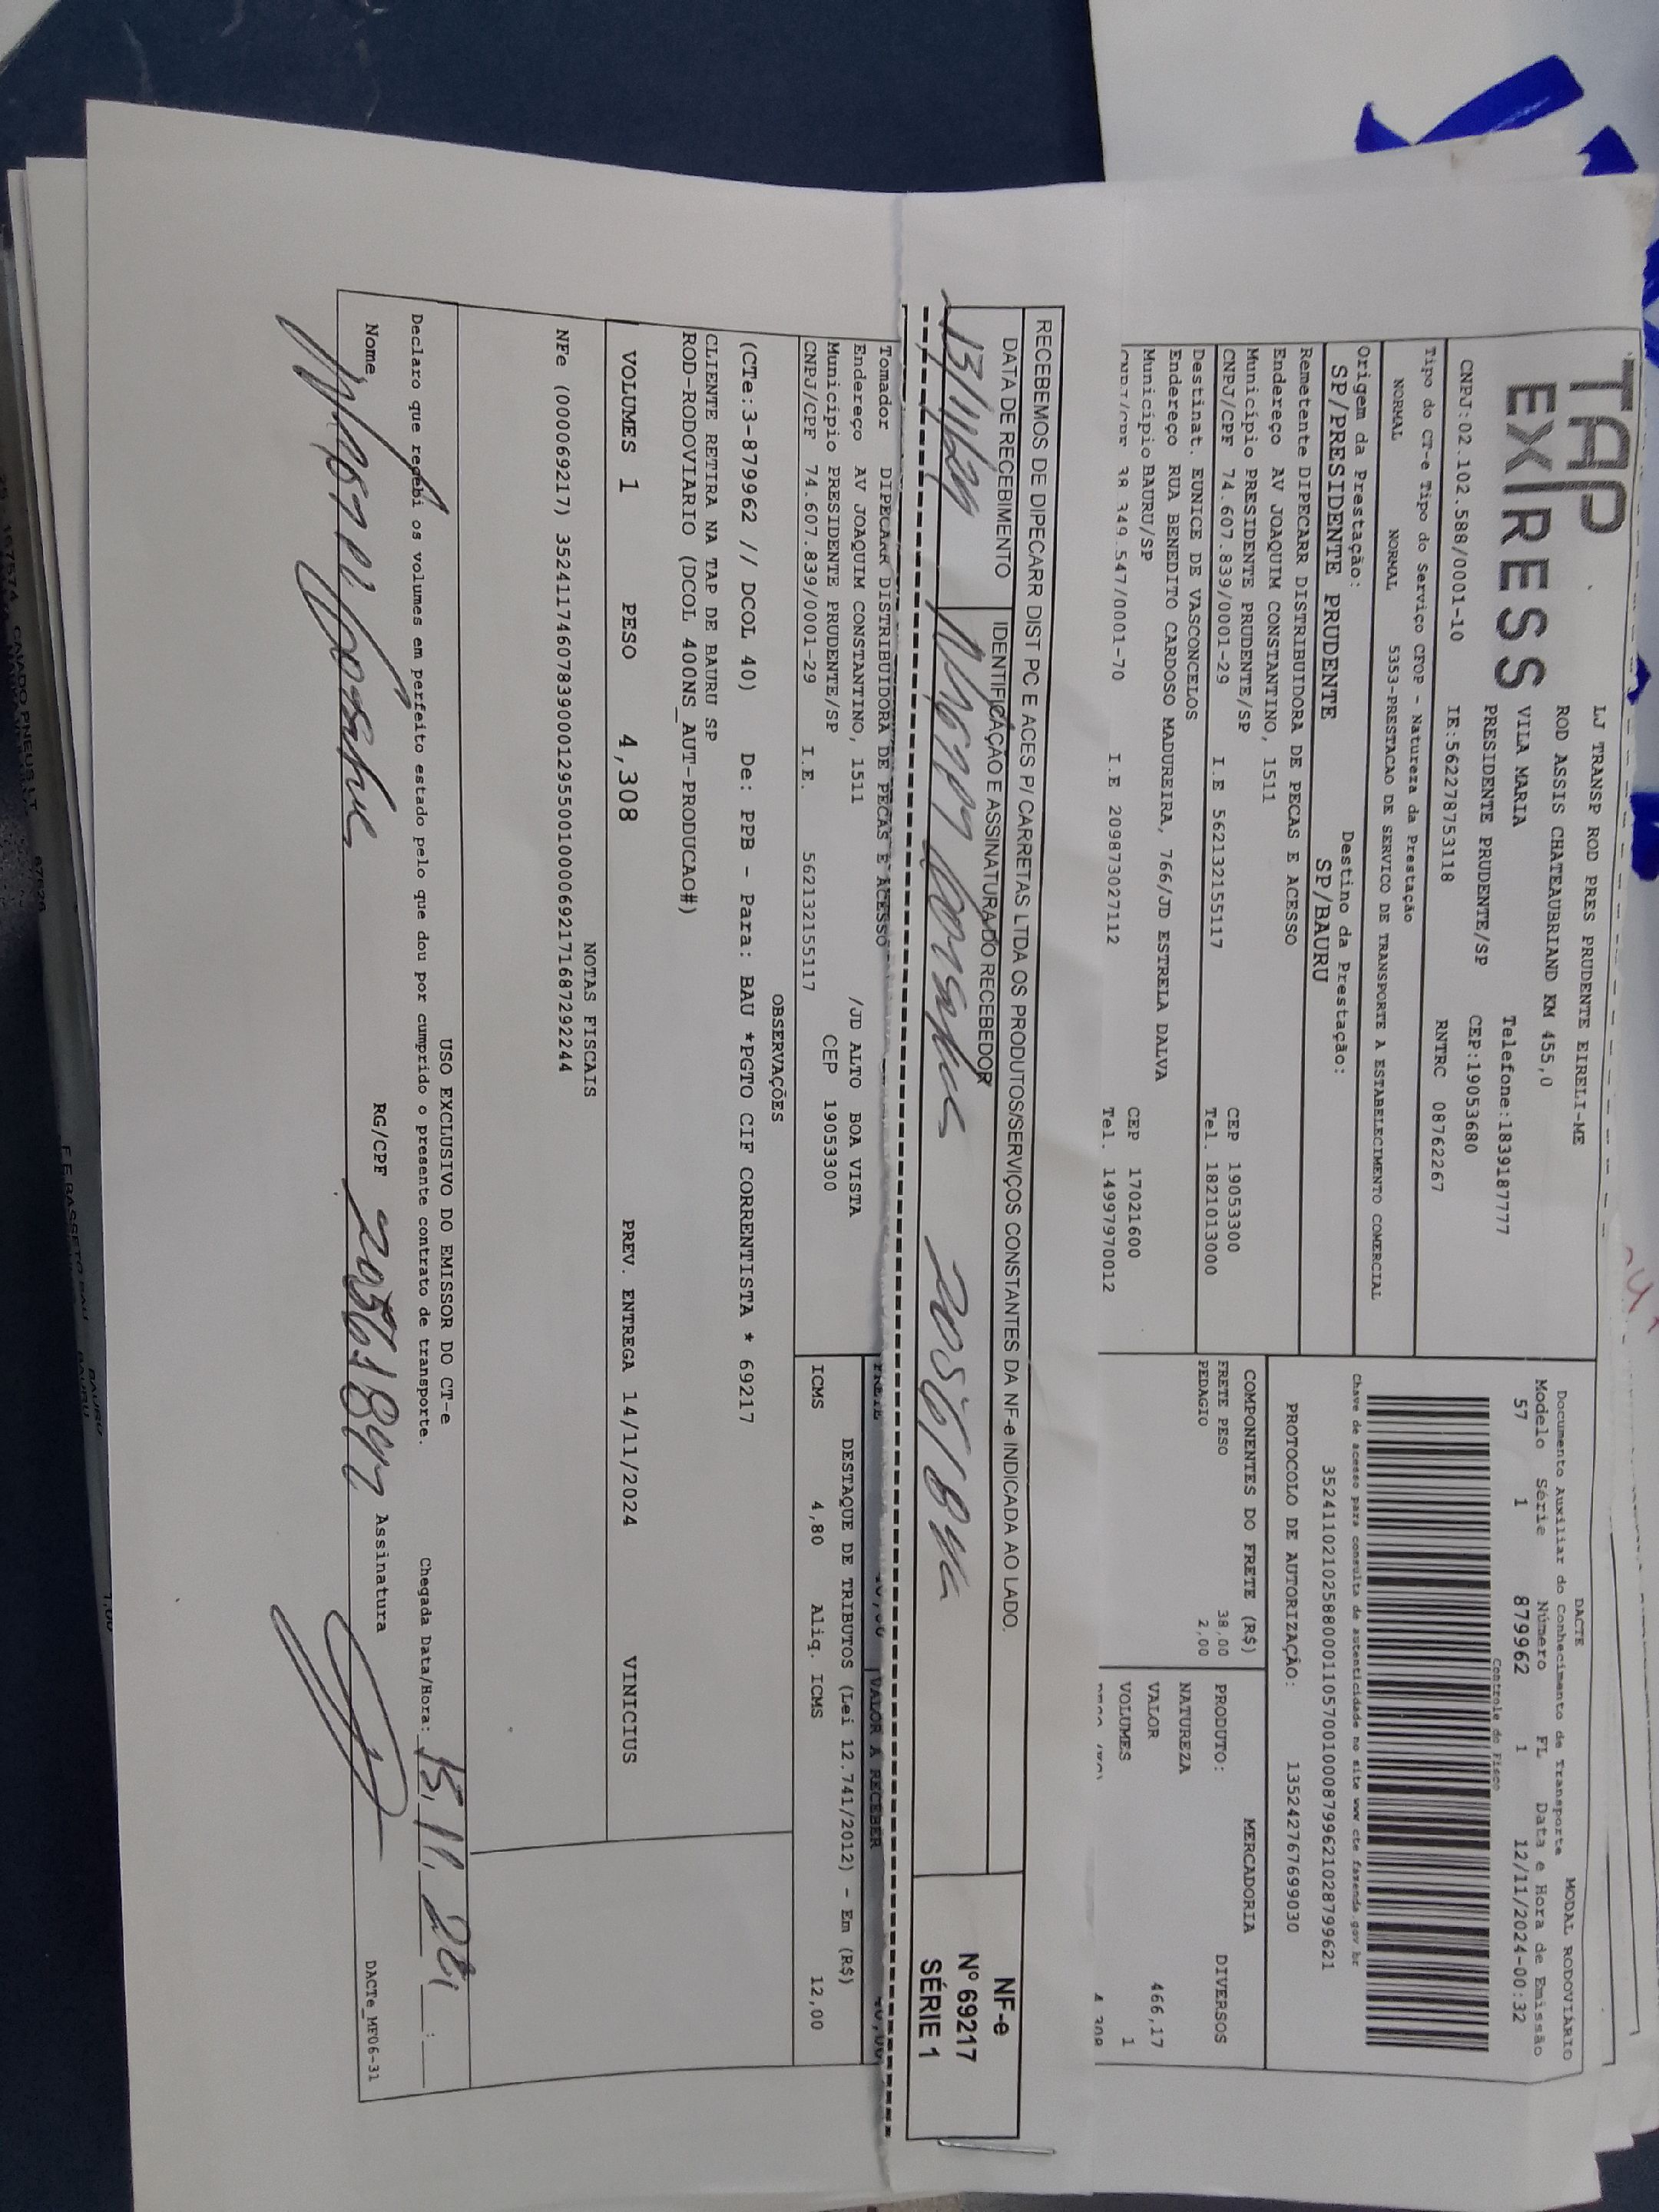 TAP
EXPRESS
LJ TRANSP ROD PRES PRUDENTE EIRELI-ME
ROD ASSIS CHATEAUBRIAND KM 455,0
VILA MARIA Telefone:1839187777
PRESIDENTE PRUDENTE/SP CEP:19053680
CNPJ:02.102.588/0001-10 IE:562278753118 RNTRC 08762267
DACTE MODAL RODOVIÁRIO
Documento Auxiliar do Conhecimento de Transporte
Modelo Série Número FL Data e Hora de Emissão
57 1 879962 1 12/11/2024-00:32
Controle do Fisco
Tipo do CT-e Tipo do Serviço CFOP - Natureza da Prestação
NORMAL NORMAL 5353-PRESTACAO DE SERVICO DE TRANSPORTE A ESTABELECIMENTO COMERCIAL
Chave de acesso para consulta de autenticidade no site www cte fazenda gov br
35241102102588000110570010008799621028799621
Origem da Prestação: Destino da Prestação:
SP/PRESIDENTE PRUDENTE SP/BAURU
PROTOCOLO DE AUTORIZAÇÃO: 135242767699030
Remetente DIPECARR DISTRIBUIDORA DE PECAS E ACESSO
Endereço AV JOAQUIM CONSTANTINO, 1511
Município PRESIDENTE PRUDENTE/SP CEP 19053300
CNPJ/CPF 74.607.839/0001-29 I.E 562132155117 Tel. 1821013000
Destinat. EUNICE DE VASCONCELOS
Endereço RUA BENEDITO CARDOSO MADUREIRA, 766/JD ESTRELA DALVA
Município BAURU/SP CEP 17021600
CNPJ/CPF 38.349.547/0001-70 I.E 209873027112 Tel. 14997970012
COMPONENTES DO FRETE (R$)
FRETE PESO 38,00
PEDAGIO 2,00
MERCADORIA
PRODUTO: DIVERSOS
NATUREZA
VALOR 466,17
VOLUMES 1
RECEBEMOS DE DIPECARR DIST PC E ACES P/ CARRETAS LTDA OS PRODUTOS/SERVIÇOS CONSTANTES DA NF-e INDICADA AO LADO.
DATA DE RECEBIMENTO IDENTIFICAÇÃO E ASSINATURA DO RECEBEDOR
13/11/24
NF-e
Nº 69217
SÉRIE 1
Tomador DIPECARR DISTRIBUIDORA DE PECAS E ACESSO
Endereço AV JOAQUIM CONSTANTINO, 1511 /JD ALTO BOA VISTA
Município PRESIDENTE PRUDENTE/SP CEP 19053300
CNPJ/CPF 74.607.839/0001-29 I.E. 562132155117
VALOR A RECEBER
DESTAQUE DE TRIBUTOS (Lei 12.741/2012) - Em (R$)
ICMS 4,80 Aliq. ICMS 12,00
OBSERVAÇÕES
(CTe:3-879962 // DCOL 40) De: PPB - Para: BAU *PGTO CIF CORRENTISTA * 69217
CLIENTE RETIRA NA TAP DE BAURU SP
ROD-RODOVIARIO (DCOL 400NS_AUT-PRODUCAO#)
VOLUMES 1 PESO 4,308 PREV. ENTREGA 14/11/2024 VINICIUS
NOTAS FISCAIS
NFe (000069217) 35241174607839000129550010000692171687292244
USO EXCLUSIVO DO EMISSOR DO CT-e
Declaro que recebi os volumes em perfeito estado pelo que dou por cumprido o presente contrato de transporte. Chegada Data/Hora:
Nome RG/CPF Assinatura
DACTe_MF06-31